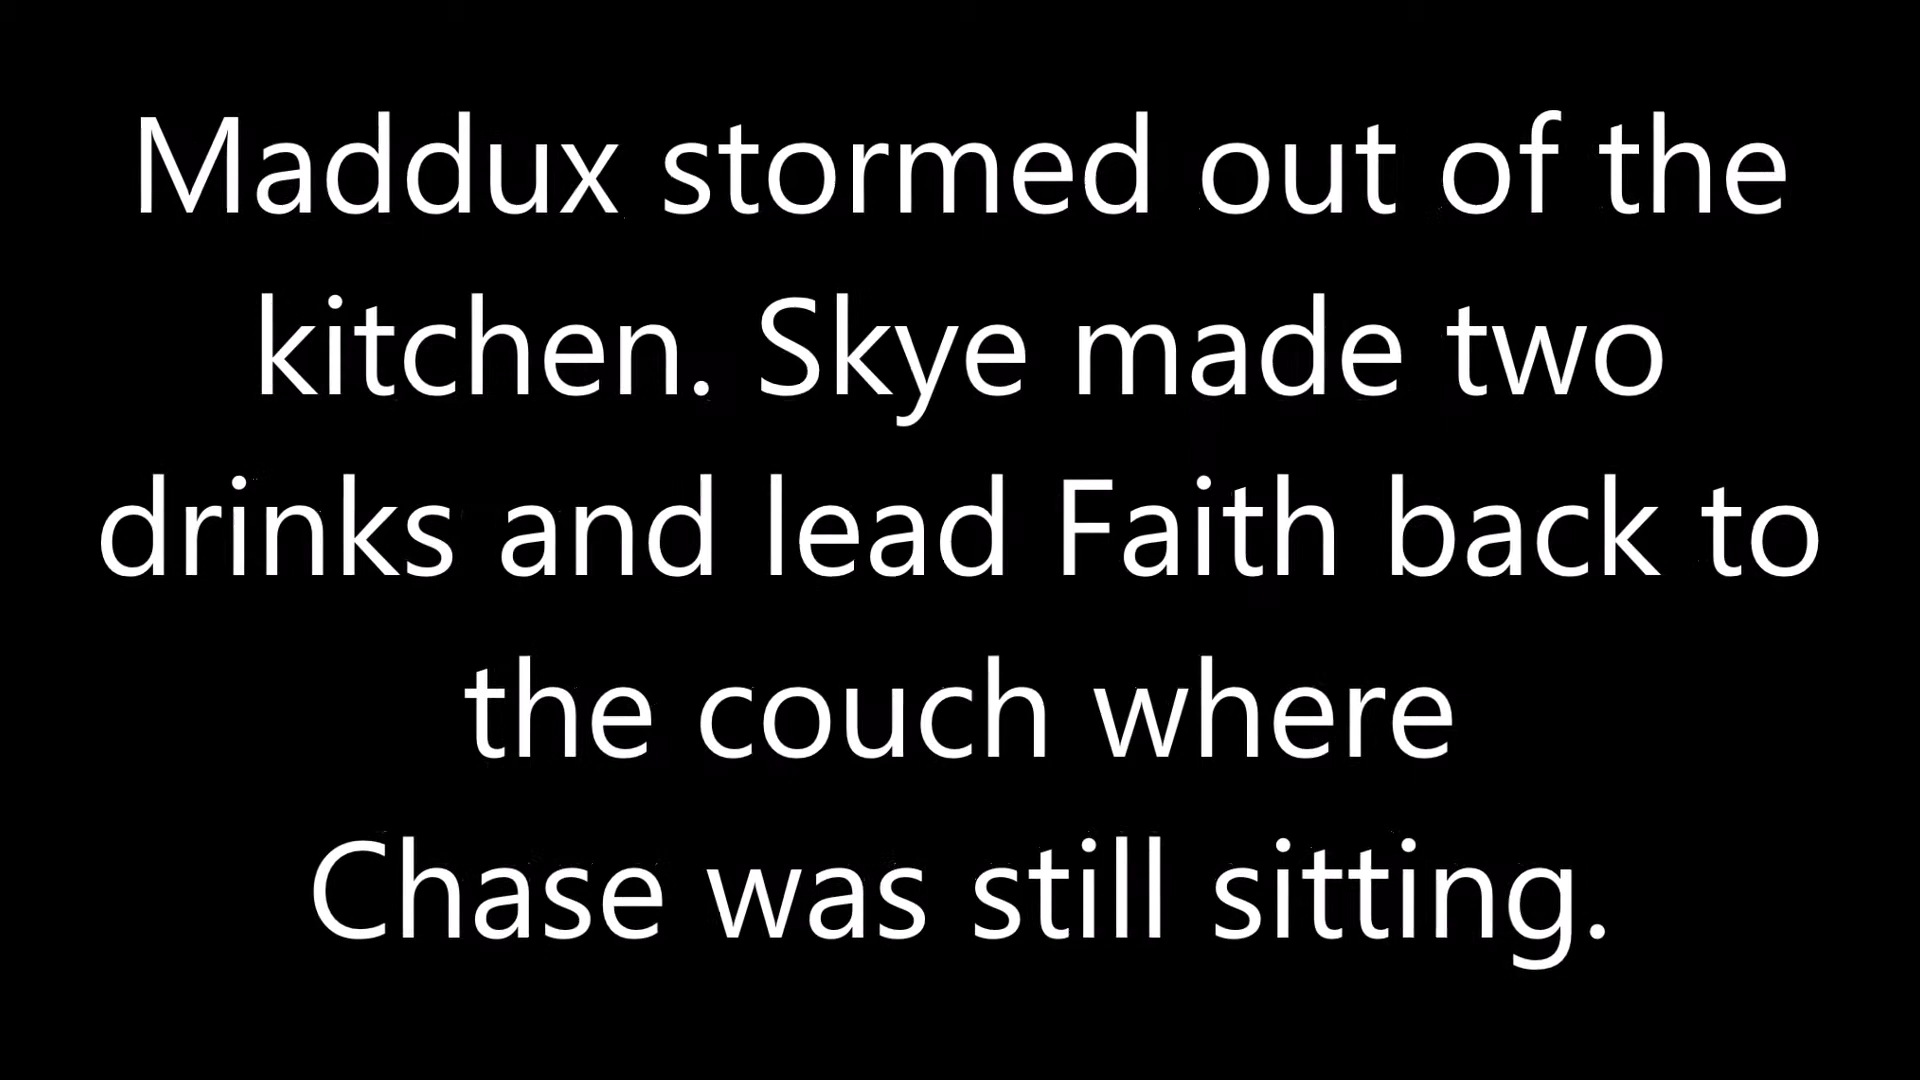 Maddux stormed out of the
kitchen. Skye made two
drinks and lead Faith back to
the couch where
Chase was still sitting.